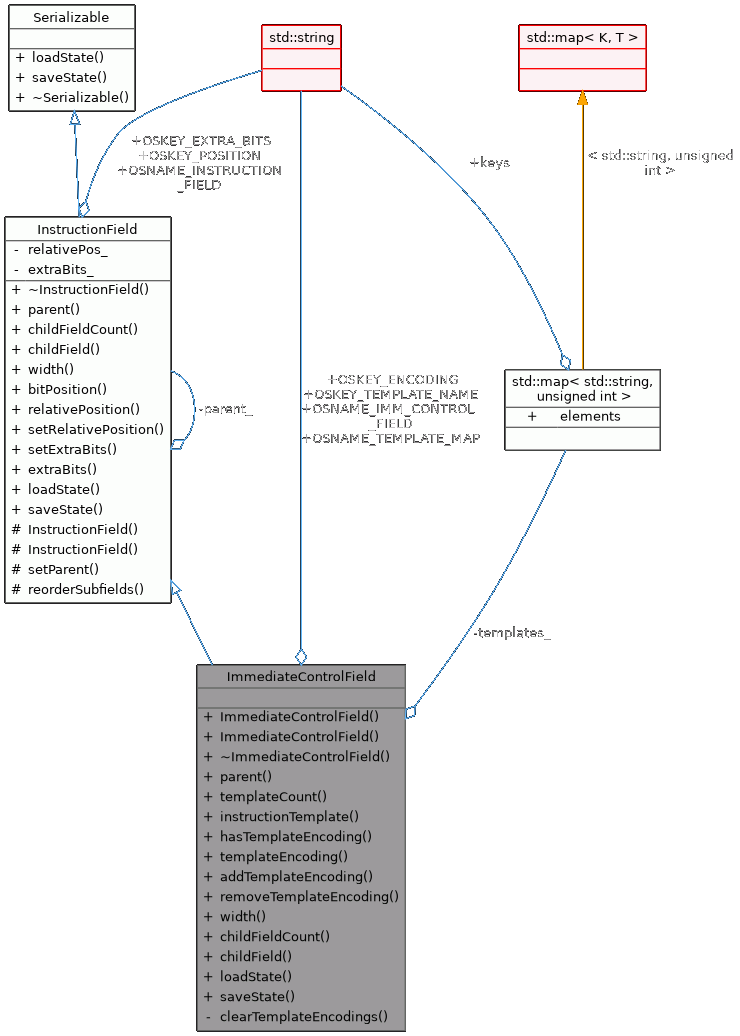 Serializable
+ loadState()
+ saveState()
+ ~Serializable()
std::string
std::map< K, T >
+OSKEY_EXTRA_BITS
+OSKEY_POSITION
+OSNAME_INSTRUCTION
_FIELD
+keys
< std::string, unsigned
int >
InstructionField
- relativePos_
- extraBits_
+ ~InstructionField()
+ parent()
+ childFieldCount()
+ childField()
+ width()
+ bitPosition()
+ relativePosition()
+ setRelativePosition()
+ setExtraBits()
+ extraBits()
+ loadState()
+ saveState()
# InstructionField()
# InstructionField()
# setParent()
# reorderSubfields()
-parent_
+OSKEY_ENCODING
+OSKEY_TEMPLATE_NAME
+OSNAME_IMM_CONTROL
_FIELD
+OSNAME_TEMPLATE_MAP
std::map< std::string,
unsigned int >
+ elements
-templates_
ImmediateControlField
+ ImmediateControlField()
+ ImmediateControlField()
+ ~ImmediateControlField()
+ parent()
+ templateCount()
+ instructionTemplate()
+ hasTemplateEncoding()
+ templateEncoding()
+ addTemplateEncoding()
+ removeTemplateEncoding()
+ width()
+ childFieldCount()
+ childField()
+ loadState()
+ saveState()
- clearTemplateEncodings()